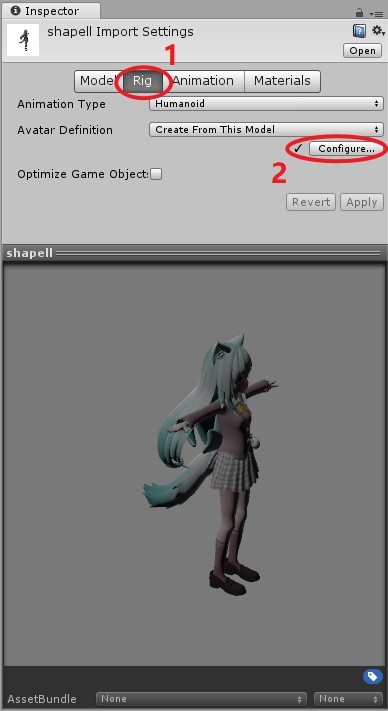 Inspector
shapell Import Settings
Open
1
Model Rig Animation Materials
Animation Type Humanoid
Avatar Definition Create From This Model
✓ Configure...
2
Optimize Game Object:
Revert Apply
shapell
AssetBundle None None